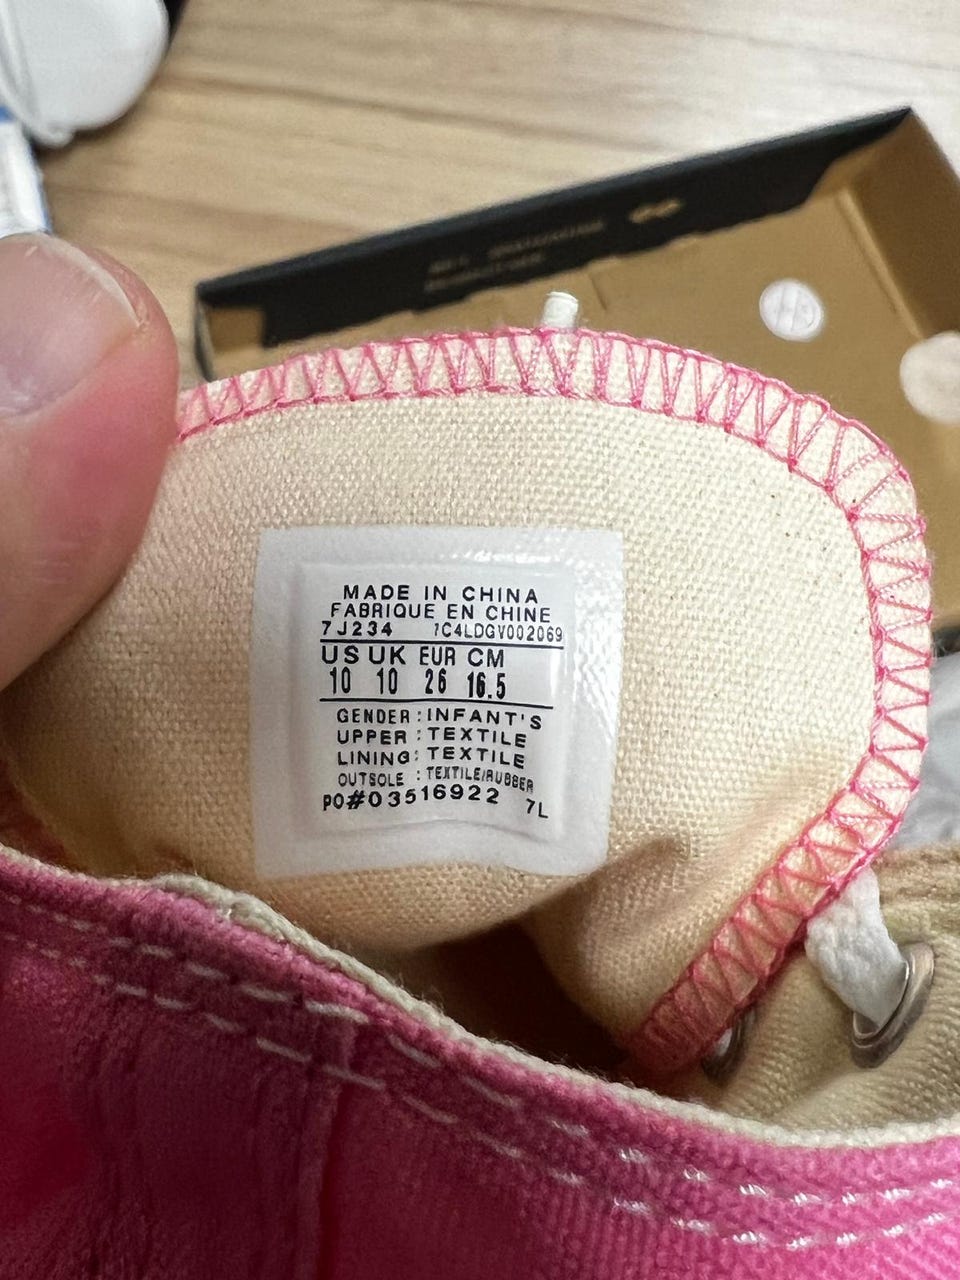 MADE IN CHINA
FABRIQUE EN CHINE
7J234 7C4LDGV002069
US UK EUR CM
10 10 26 16.5
GENDER : INFANT'S
UPPER : TEXTILE
LINING : TEXTILE
OUTSOLE : TEXTILE/RUBBER
PO#03516922 7L